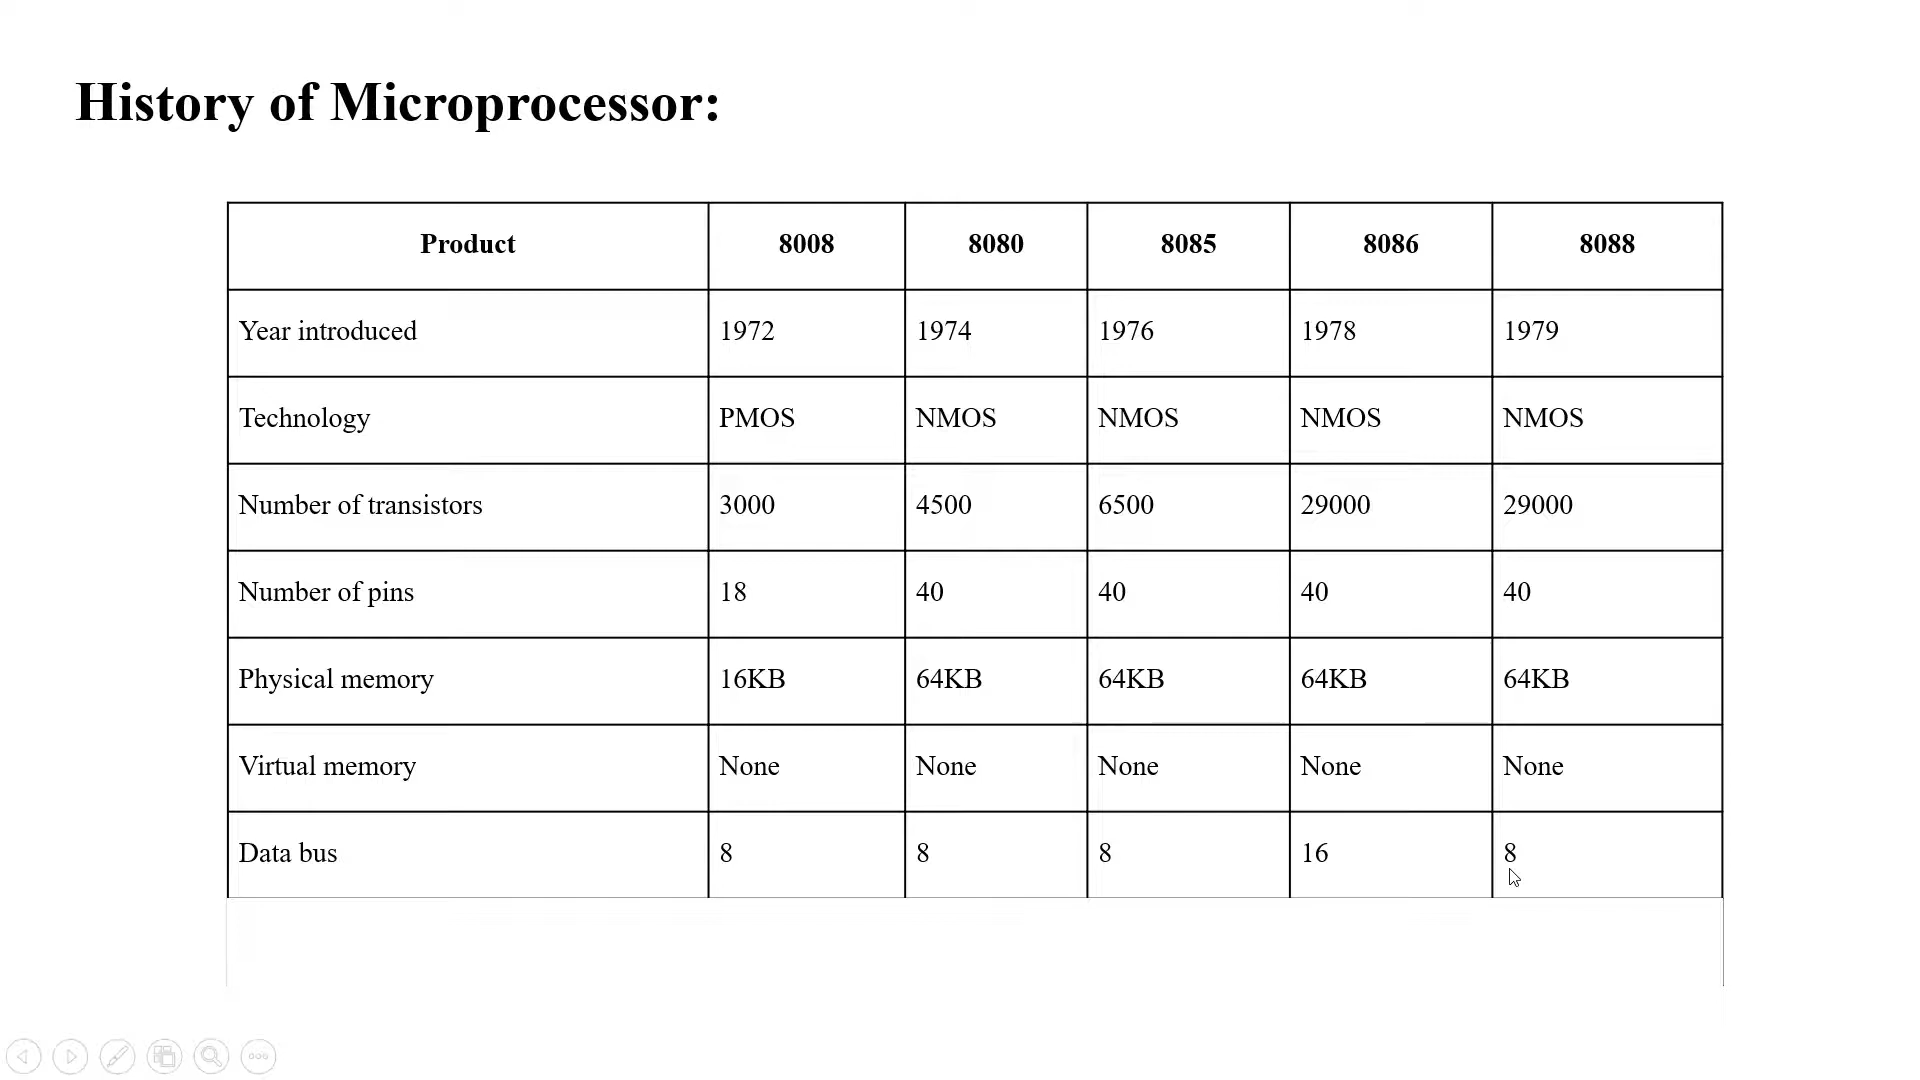 History of Microprocessor:
Product 8008 8080 8085 8086 8088
Year introduced 1972 1974 1976 1978 1979
Technology PMOS NMOS NMOS NMOS NMOS
Number of transistors 3000 4500 6500 29000 29000
Number of pins 18 40 40 40 40
Physical memory 16KB 64KB 64KB 64KB 64KB
Virtual memory None None None None None
Data bus 8 8 8 16 8